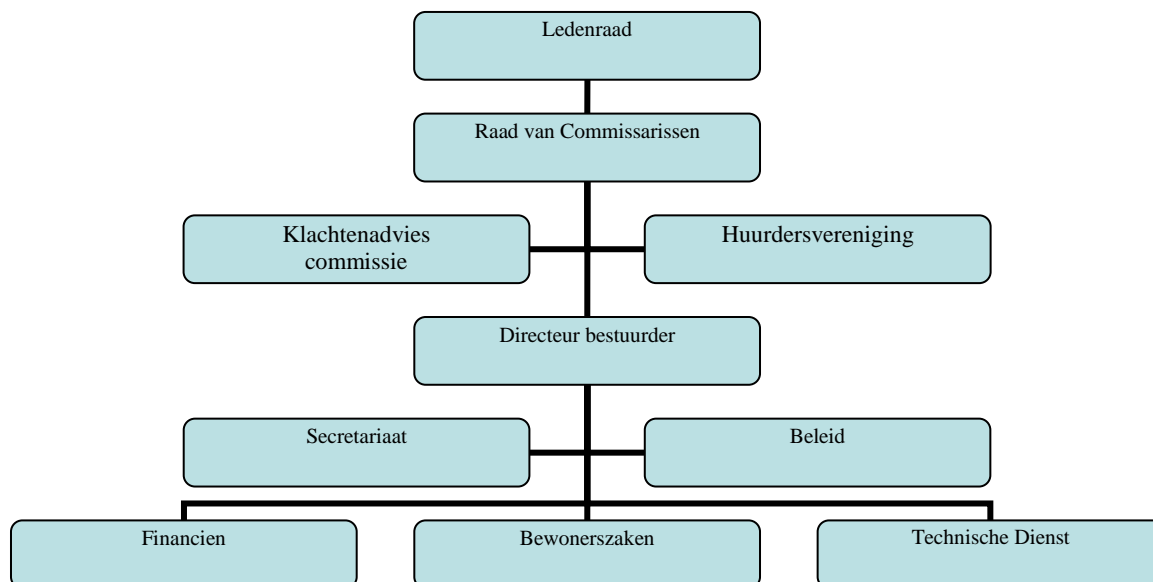 Ledenraad
Raad van Commissarissen
Klachtenadvies
commissie
Huurdersvereniging
Directeur bestuurder
Secretariaat
Beleid
Financien
Bewonerszaken
Technische Dienst